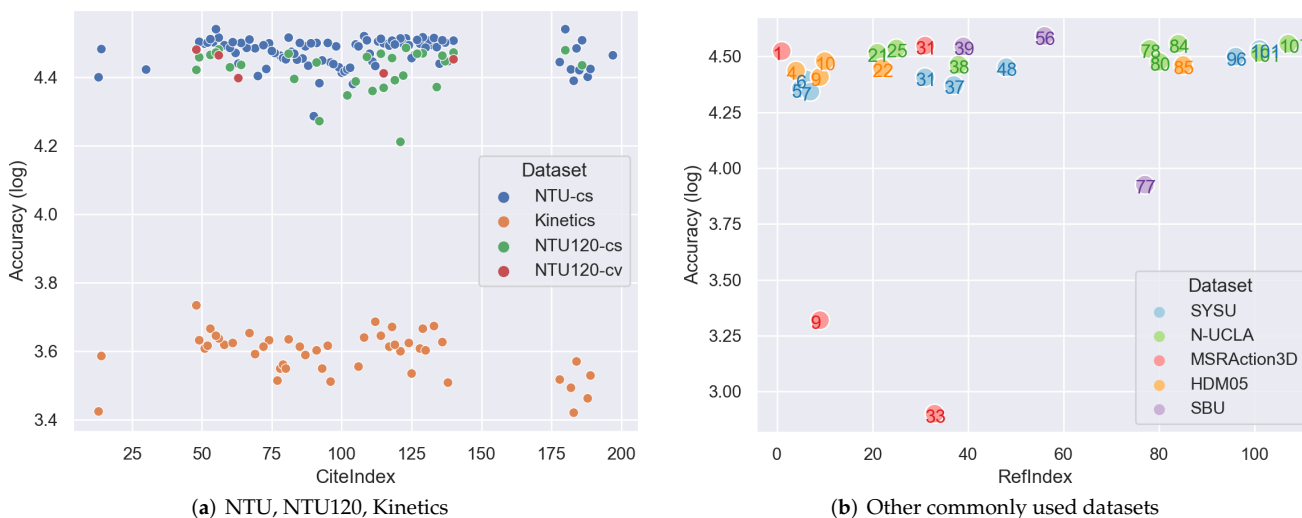 4.4
4.2
4.0
3.8
3.6
3.4
Accuracy (log)
Dataset
NTU-cs
Kinetics
NTU120-cs
NTU120-cv
25 50 75 100 125 150 175 200
CiteIndex
(a) NTU, NTU120, Kinetics
4.50
4.25
4.00
3.75
3.50
3.25
3.00
Accuracy (log)
1
4
5
6
7
9
10
21
22
25
31
31
37
38
39
48
56
77
78
80
84
85
96
101
101
107
9
33
Dataset
SYSU
N-UCLA
MSRAction3D
HDM05
SBU
0 20 40 60 80 100
RefIndex
(b) Other commonly used datasets